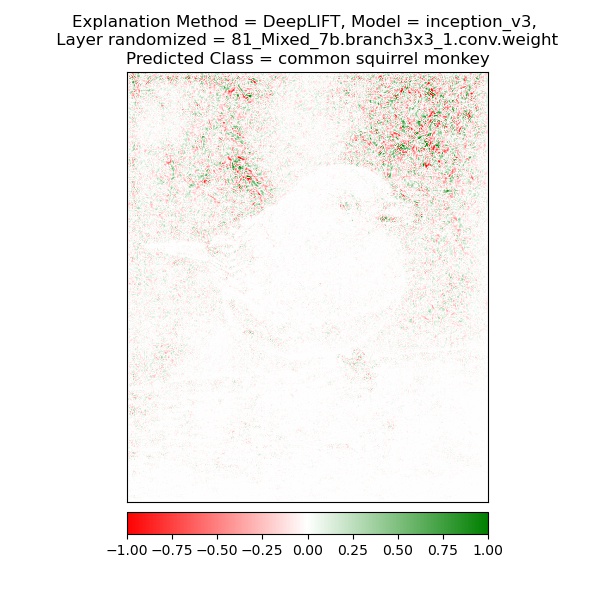 Explanation Method = DeepLIFT, Model = inception_v3,
Layer randomized = 81_Mixed_7b.branch3x3_1.conv.weight
Predicted Class = common squirrel monkey
−1.00 −0.75 −0.50 −0.25 0.00 0.25 0.50 0.75 1.00